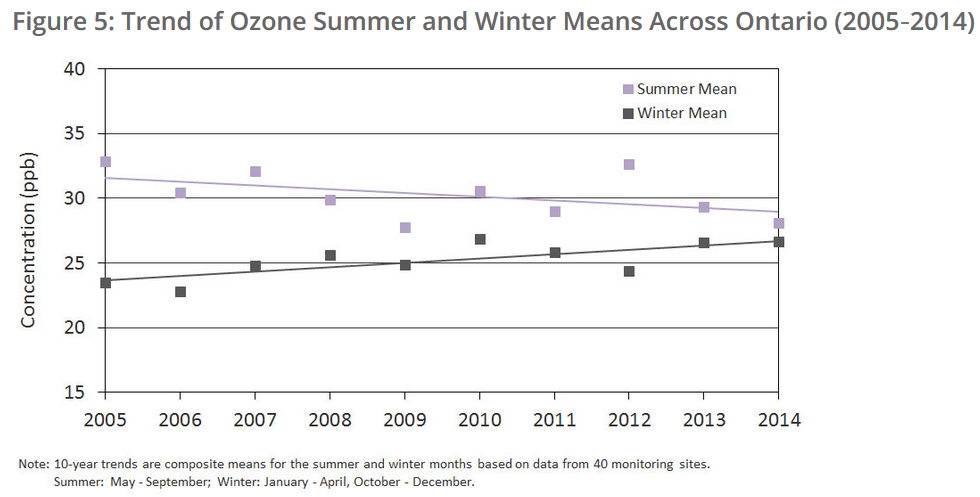 Figure 5: Trend of Ozone Summer and Winter Means Across Ontario (2005-2014)
40
Summer Mean
Winter Mean
35
30
25
20
15
Concentration (ppb)
2005 2006 2007 2008 2009 2010 2011 2012 2013 2014
Note: 10-year trends are composite means for the summer and winter months based on data from 40 monitoring sites.
Summer: May - September; Winter: January - April, October - December.